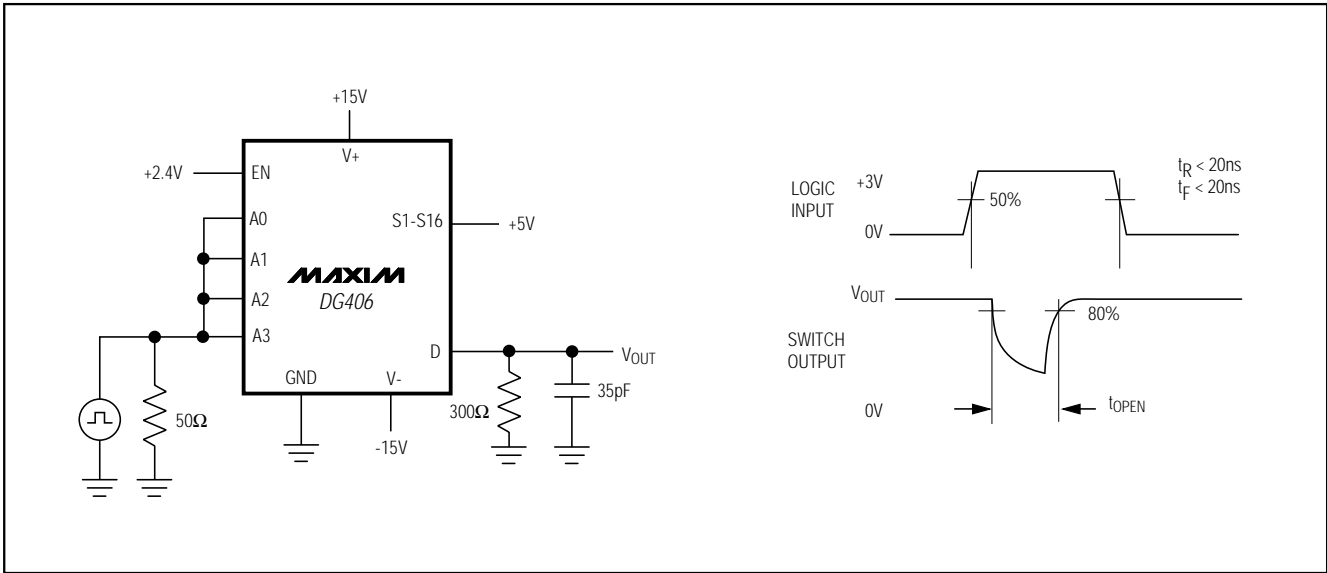 +15V
V+
+2.4V
EN
A0
S1-S16
+5V
A1
MAXIM
DG406
A2
A3
D
VOUT
GND
V-
50Ω
300Ω
35pF
-15V
LOGIC
INPUT
+3V
0V
50%
tR < 20ns
tF < 20ns
VOUT
80%
SWITCH
OUTPUT
0V
tOPEN